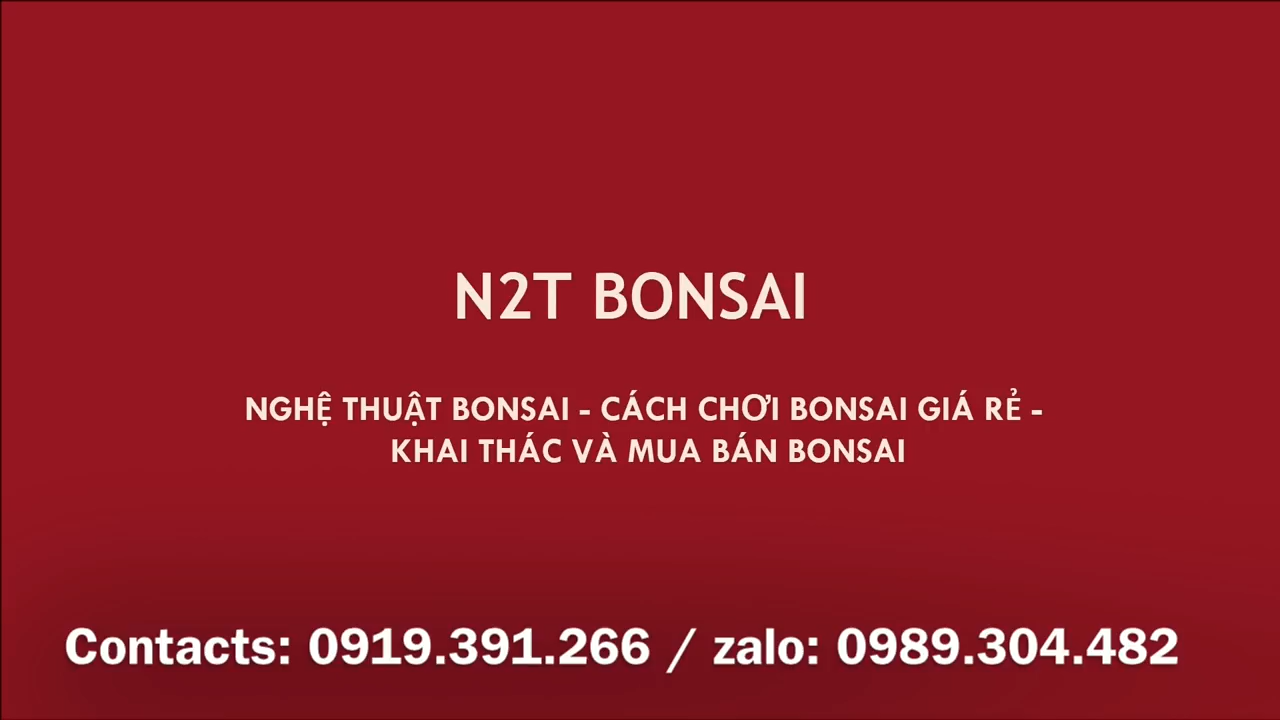 N2T BONSAI
NGHỆ THUẬT BONSAI - CÁCH CHƠI BONSAI GIÁ RẺ -
KHAI THÁC VÀ MUA BÁN BONSAI
Contacts: 0919.391.266 / zalo: 0989.304.482